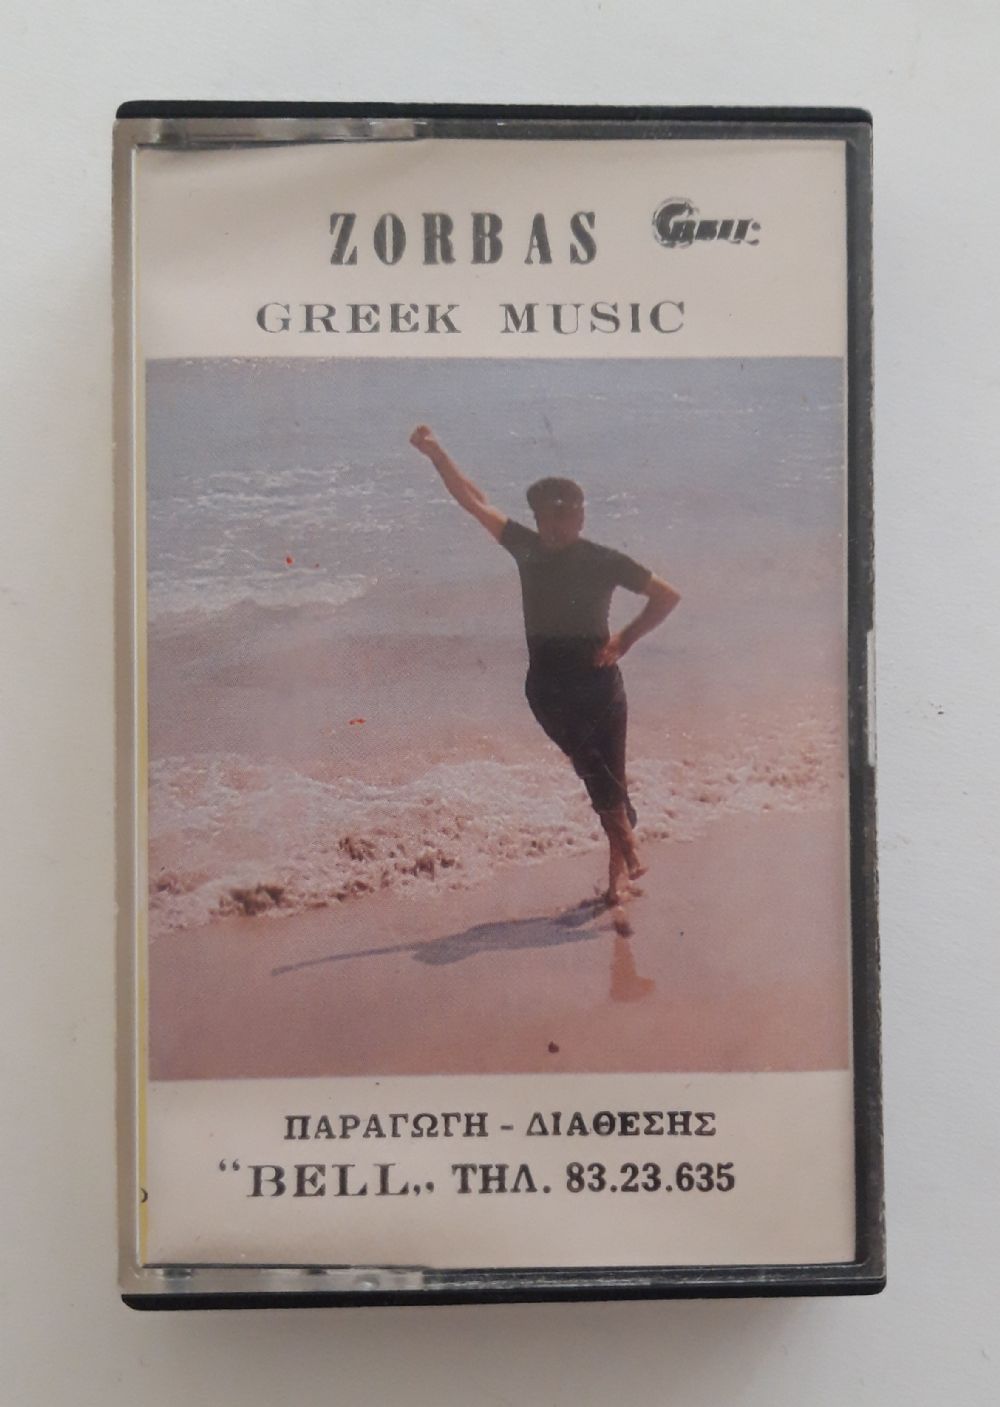 ZORBAS
GREEK MUSIC
ΠΑΡΑΓΩΓΗ - ΔΙΑΘΕΣΗΣ
“BELL„ ΤΗΛ. 83.23.635